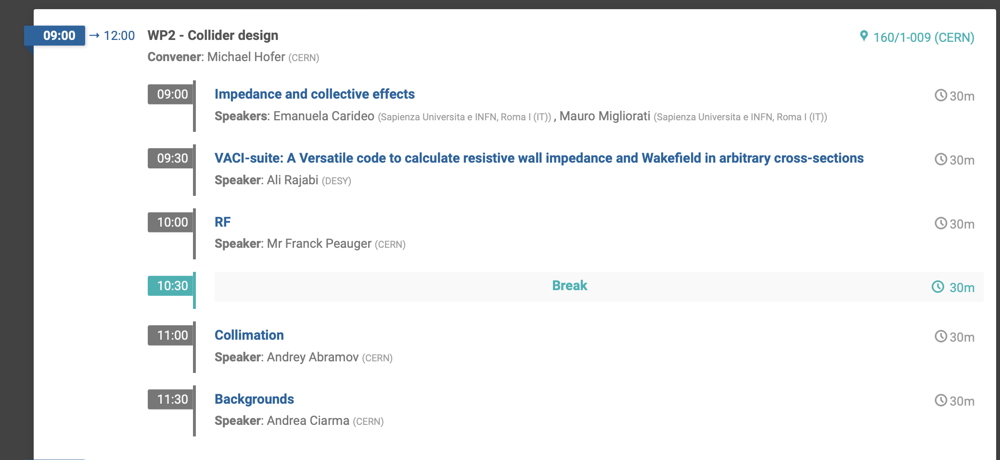 09:00 → 12:00 WP2 - Collider design 160/1-009 (CERN)
Convener: Michael Hofer (CERN)
09:00 Impedance and collective effects 30m
Speakers: Emanuela Carideo (Sapienza Universita e INFN, Roma I (IT)) , Mauro Migliorati (Sapienza Universita e INFN, Roma I (IT))
09:30 VACI-suite: A Versatile code to calculate resistive wall impedance and Wakefield in arbitrary cross-sections 30m
Speaker: Ali Rajabi (DESY)
10:00 RF 30m
Speaker: Mr Franck Peauger (CERN)
10:30 Break 30m
11:00 Collimation 30m
Speaker: Andrey Abramov (CERN)
11:30 Backgrounds 30m
Speaker: Andrea Ciarma (CERN)